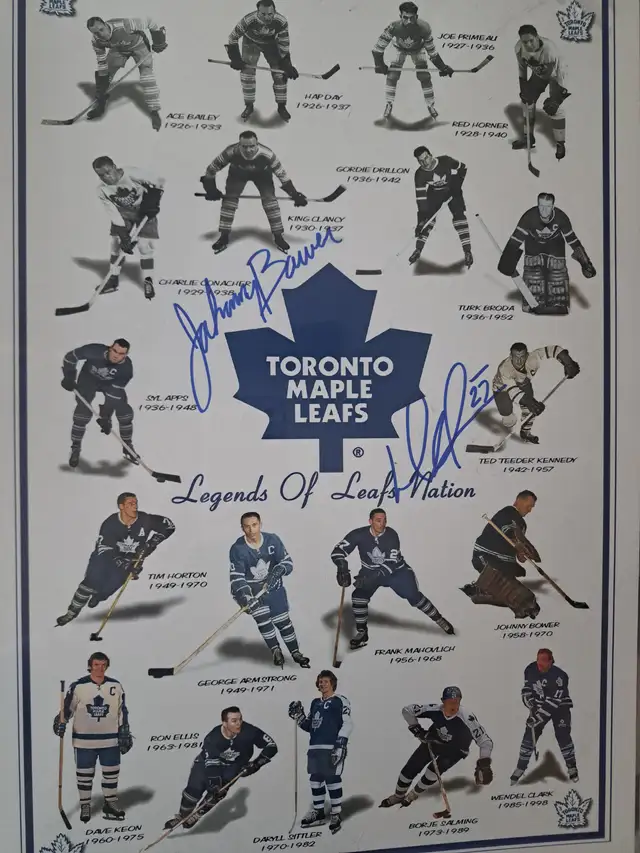 ACE BAILEY
1926-1933
HAP DAY
1926-1937
JOE PRIMEAU
1927-1936
RED HORNER
1928-1940
CHARLIE CONACHER
1929-1938
KING CLANCY
1930-1937
GORDIE DRILLON
1936-1942
TURK BRODA
1936-1952
Johnny Bower
SYL APPS
1936-1948
TORONTO
MAPLE
LEAFS
®
22
TED "TEEDER" KENNEDY
1942-1957
Legends Of Leafs Nation
TIM HORTON
1949-1970
GEORGE ARMSTRONG
1949-1971
FRANK MAHOVLICH
1956-1968
JOHNNY BOWER
1958-1970
DAVE KEON
1960-1975
RON ELLIS
1963-1981
DARYLL SITTLER
1970-1982
BORJE SALMING
1973-1989
WENDEL CLARK
1985-1998